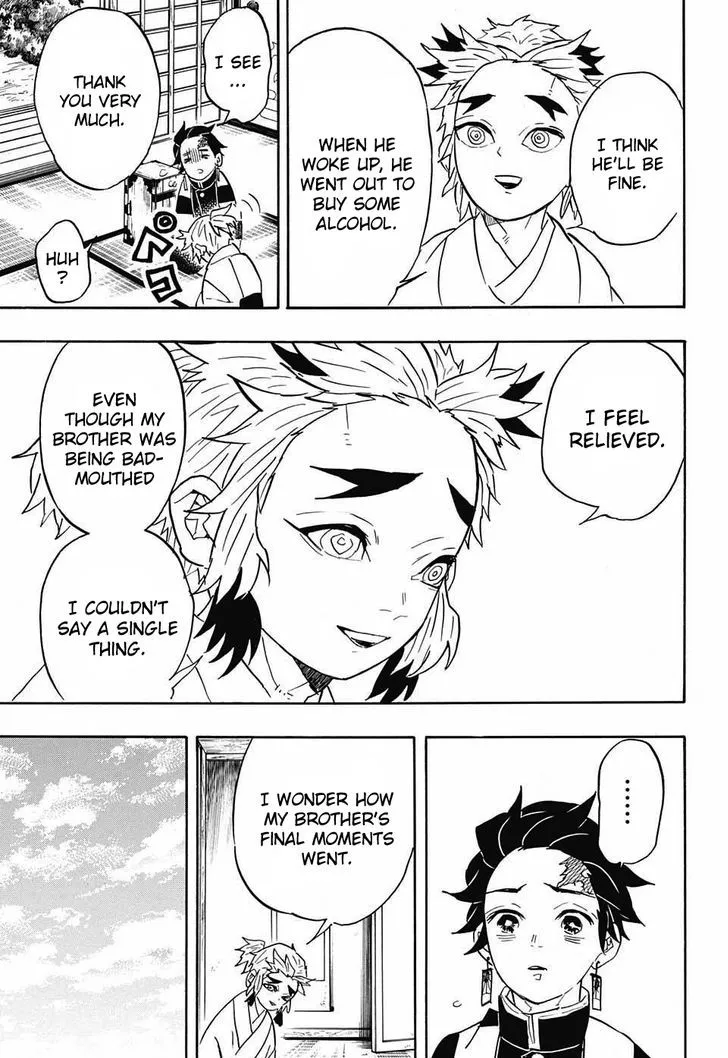 I THINK
HE'LL BE
FINE.
WHEN HE
WOKE UP, HE
WENT OUT TO
BUY SOME
ALCOHOL.
I SEE
...
THANK
YOU VERY
MUCH.
HUH
?
ペコ
I FEEL
RELIEVED.
EVEN
THOUGH MY
BROTHER WAS
BEING BAD-
MOUTHED
I COULDN'T
SAY A SINGLE
THING.
......
I WONDER HOW
MY BROTHER'S
FINAL MOMENTS
WENT.